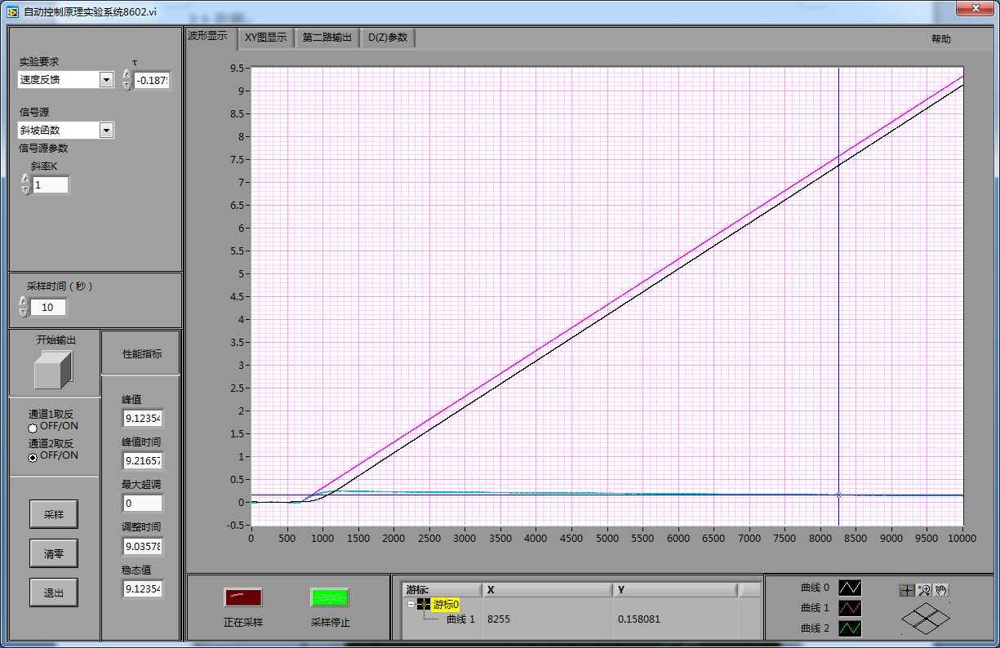 自动控制原理实验系统8602.vi
波形显示
XY图显示
第二路输出
D(Z)参数
帮助
实验要求
τ
速度反馈
-0.1875
信号源
斜坡函数
信号源参数
斜率K
1
采样时间（秒）
10
开始输出
性能指标
通道1取反
OFF/ON
通道2取反
OFF/ON
采样
清零
退出
峰值
9.12354
峰值时间
9.21657
最大超调
0
调整时间
9.03578
稳态值
9.12354
9.5
9
8.5
8
7.5
7
6.5
6
5.5
5
4.5
4
3.5
3
2.5
2
1.5
1
0.5
0
-0.5
0 500 1000 1500 2000 2500 3000 3500 4000 4500 5000 5500 6000 6500 7000 7500 8000 8500 9000 9500 10000
正在采样
采样停止
游标: X Y
游标0
曲线 1 8255 0.158081
曲线 0
曲线 1
曲线 2